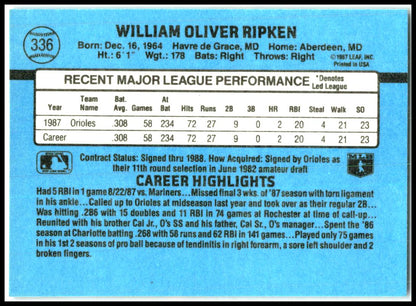 336
WILLIAM OLIVER RIPKEN
Born: Dec. 16, 1964 Havre de Grace, MD Home: Aberdeen, MD
Ht.: 6' 1" Wgt.: 178 Bats: Right Throws: Right
©1987 LEAF, INC.
Printed in USA
RECENT MAJOR LEAGUE PERFORMANCE *Denotes Led League
Year Team Name Bat. Avg. Games At Bat Hits Runs 2B 3B HR RBI Steal Walk SO
1987 Orioles .308 58 234 72 27 9 0 2 20 4 21 23
Career .308 58 234 72 27 9 0 2 20 4 21 23
Contract Status: Signed thru 1988. How Acquired: Signed by Orioles as
their 11th round selection in June 1982 amateur draft
CAREER HIGHLIGHTS
Had 5 RBI in 1 game 8/22/87 vs. Mariners...Missed final 3 wks. of '87 season with torn ligament
in his ankle...Called up to Orioles at midseason last year and took over as their regular 2B...
Was hitting .286 with 15 doubles and 11 RBI in 74 games at Rochester at time of call-up...
Reunited with his brother Cal Jr., O's SS and his father, Cal Sr., O's manager...Spent the '86
season at Charlotte batting .268 with 58 runs and 62 RBI in 141 games...Played only 75 games
in his 1st 2 seasons of pro ball because of tendinitis in right forearm, a sore left shoulder and 2
broken fingers.